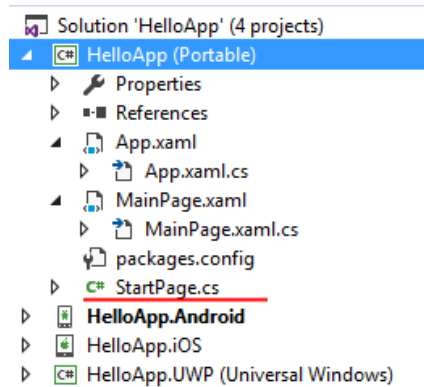 Solution 'HelloApp' (4 projects)
C# HelloApp (Portable)
Properties
References
App.xaml
App.xaml.cs
MainPage.xaml
MainPage.xaml.cs
packages.config
C# StartPage.cs
HelloApp.Android
HelloApp.iOS
C# HelloApp.UWP (Universal Windows)